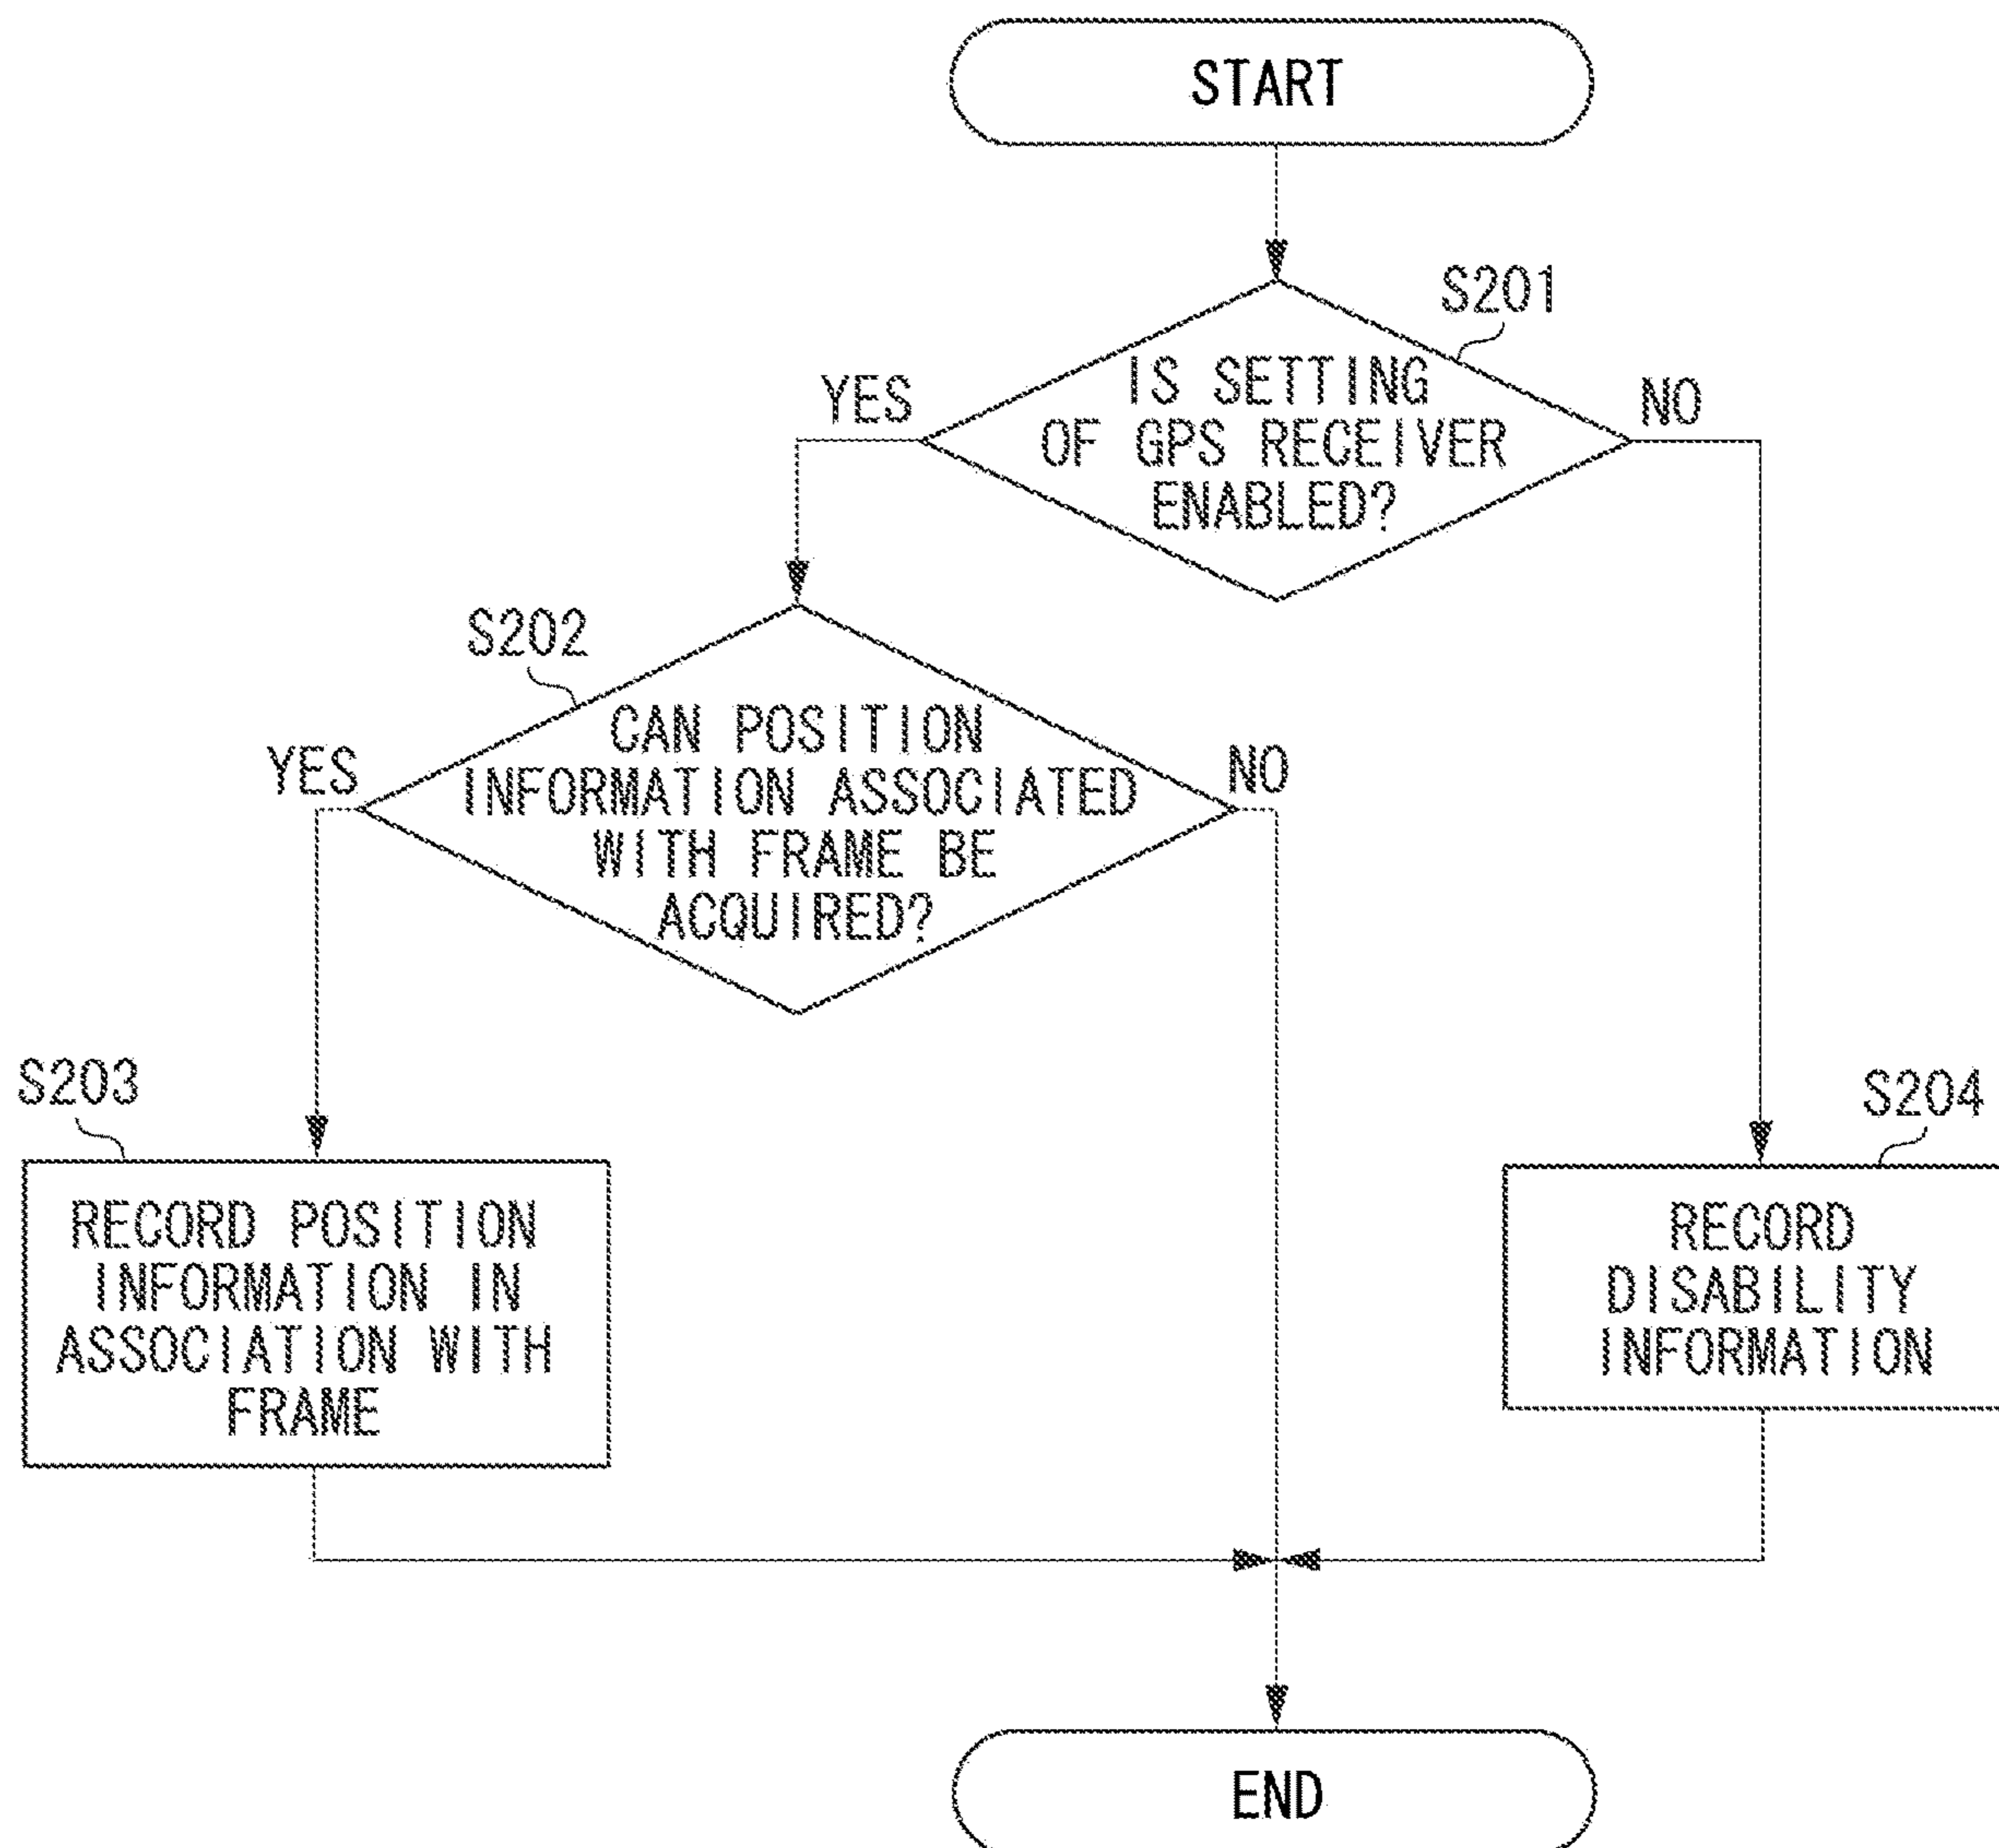 START
S201
IS SETTING
OF GPS RECEIVER
ENABLED?
YES
NO
S202
CAN POSITION
INFORMATION ASSOCIATED
WITH FRAME BE
ACQUIRED?
YES
NO
S203
RECORD POSITION
INFORMATION IN
ASSOCIATION WITH
FRAME
S204
RECORD
DISABILITY
INFORMATION
END